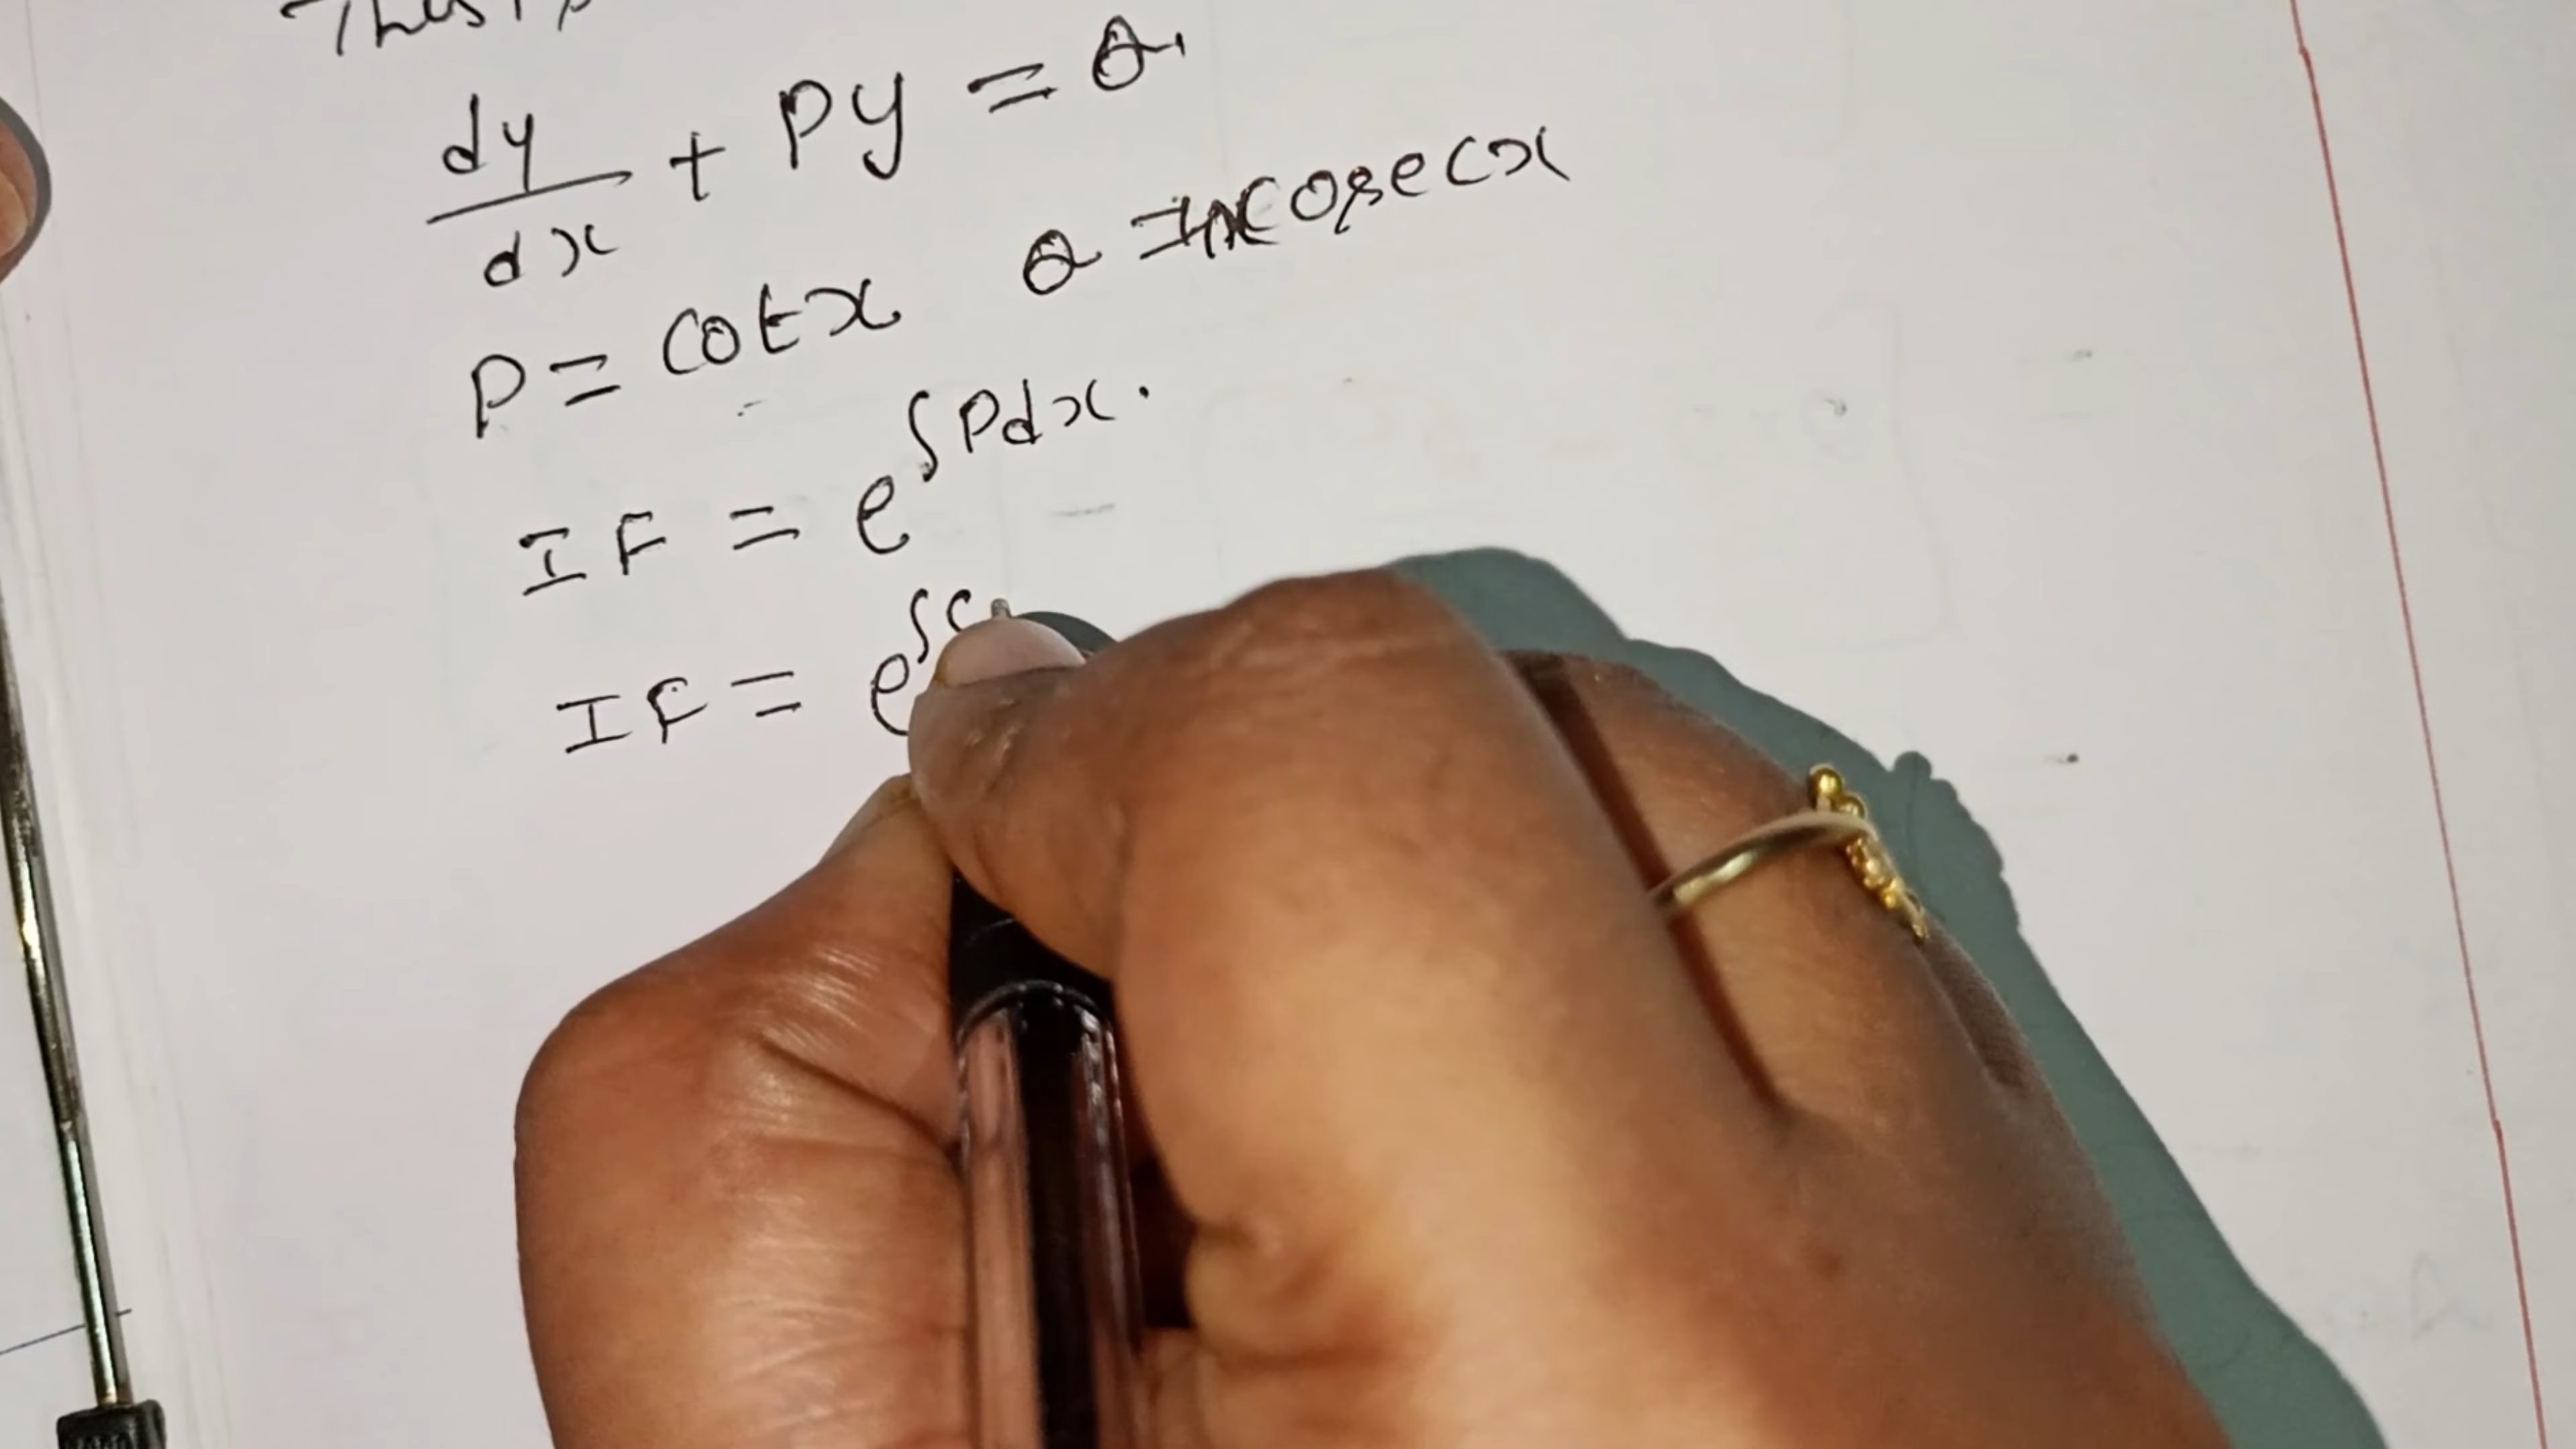 dy/dx + Py = Q.
P = cotx Q = cosecx
IF = e^∫Pdx.
IF = e^∫c